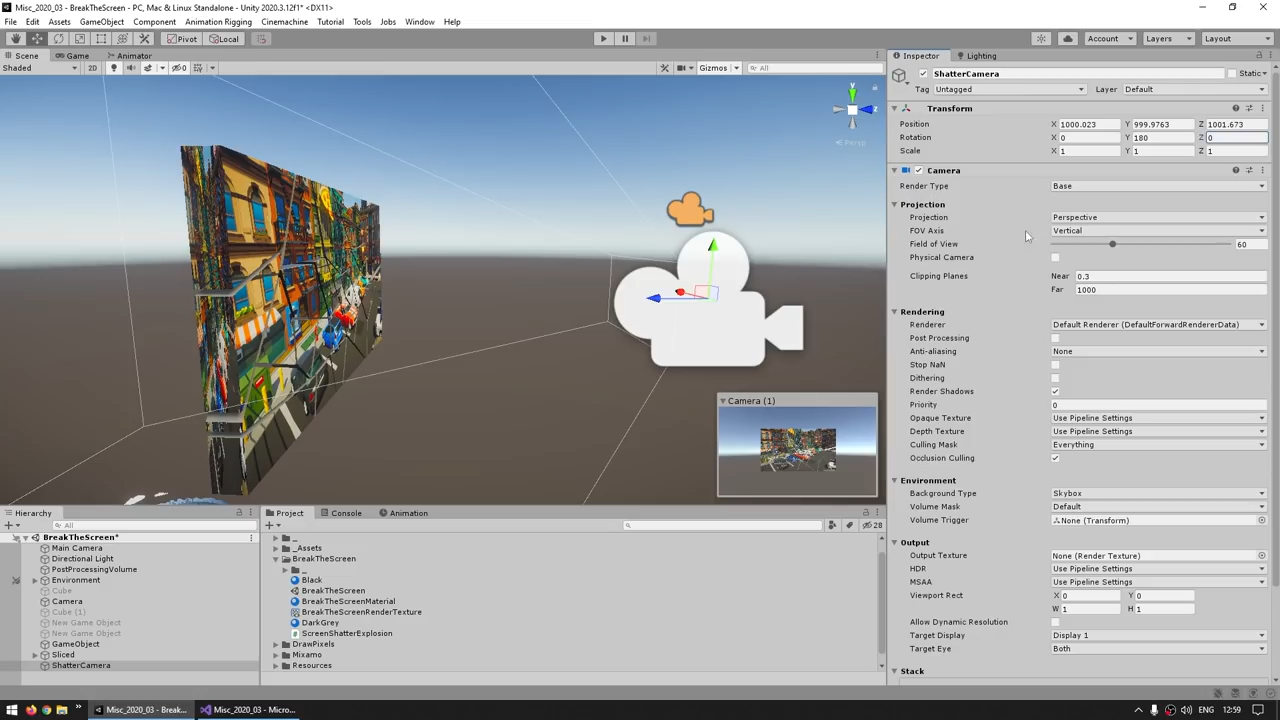 Misc_2020_03 - BreakTheScreen - PC, Mac & Linux Standalone - Unity 2020.3.12f1* <DX11>
File Edit Assets GameObject Component Animation Rigging Cinemachine Tutorial Tools Jobs Window Help
Pivot Local Account Layers Layout
Scene Game Animator
Shaded 2D 0 Gizmos All
y z
Persp
Camera (1)
Inspector Lighting
ShatterCamera Static
Tag Untagged Layer Default
Transform
Position X 1000.023 Y 999.9763 Z 1001.673
Rotation X 0 Y 180 Z 0
Scale X 1 Y 1 Z 1
Camera
Render Type Base
Projection
Projection Perspective
FOV Axis Vertical
Field of View 60
Physical Camera
Clipping Planes Near 0.3
Far 1000
Rendering
Renderer Default Renderer (DefaultForwardRendererData)
Post Processing
Anti-aliasing None
Stop NaN
Dithering
Render Shadows
Priority 0
Opaque Texture Use Pipeline Settings
Depth Texture Use Pipeline Settings
Culling Mask Everything
Occlusion Culling
Environment
Background Type Skybox
Volume Mask Default
Volume Trigger None (Transform)
Output
Output Texture None (Render Texture)
HDR Use Pipeline Settings
MSAA Use Pipeline Settings
Viewport Rect X 0 Y 0
W 1 H 1
Allow Dynamic Resolution
Target Display Display 1
Target Eye Both
Stack
Hierarchy
All
BreakTheScreen*
Main Camera
Directional Light
PostProcessingVolume
Environment
Cube
Camera
Cube (1)
New Game Object
New Game Object
GameObject
Sliced
ShatterCamera
Project Console Animation
28
_
_Assets
BreakTheScreen
_
Black
BreakTheScreen
BreakTheScreenMaterial
BreakTheScreenRenderTexture
DarkGrey
ScreenShatterExplosion
DrawPixels
Mixamo
Resources
Misc_2020_03 - Break... Misc_2020_03 - Micro... ENG 12:59